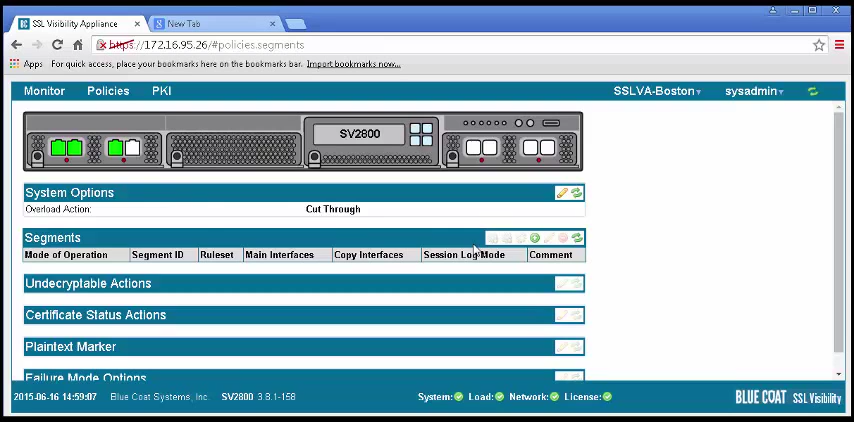 SSL Visibility Appliance New Tab
https://172.16.95.26/#policies.segments
Apps For quick access, place your bookmarks here on the bookmarks bar. Import bookmarks now...
Monitor Policies PKI SSLVA-Boston sysadmin
SV2800
System Options
Overload Action: Cut Through
Segments
Mode of Operation Segment ID Ruleset Main Interfaces Copy Interfaces Session Log Mode Comment
Undecryptable Actions
Certificate Status Actions
Plaintext Marker
Failure Mode Options
2015-06-16 14:59:07 Blue Coat Systems, Inc. SV2800 3.8.1-158 System: Load: Network: License: BLUE COAT SSL Visibility